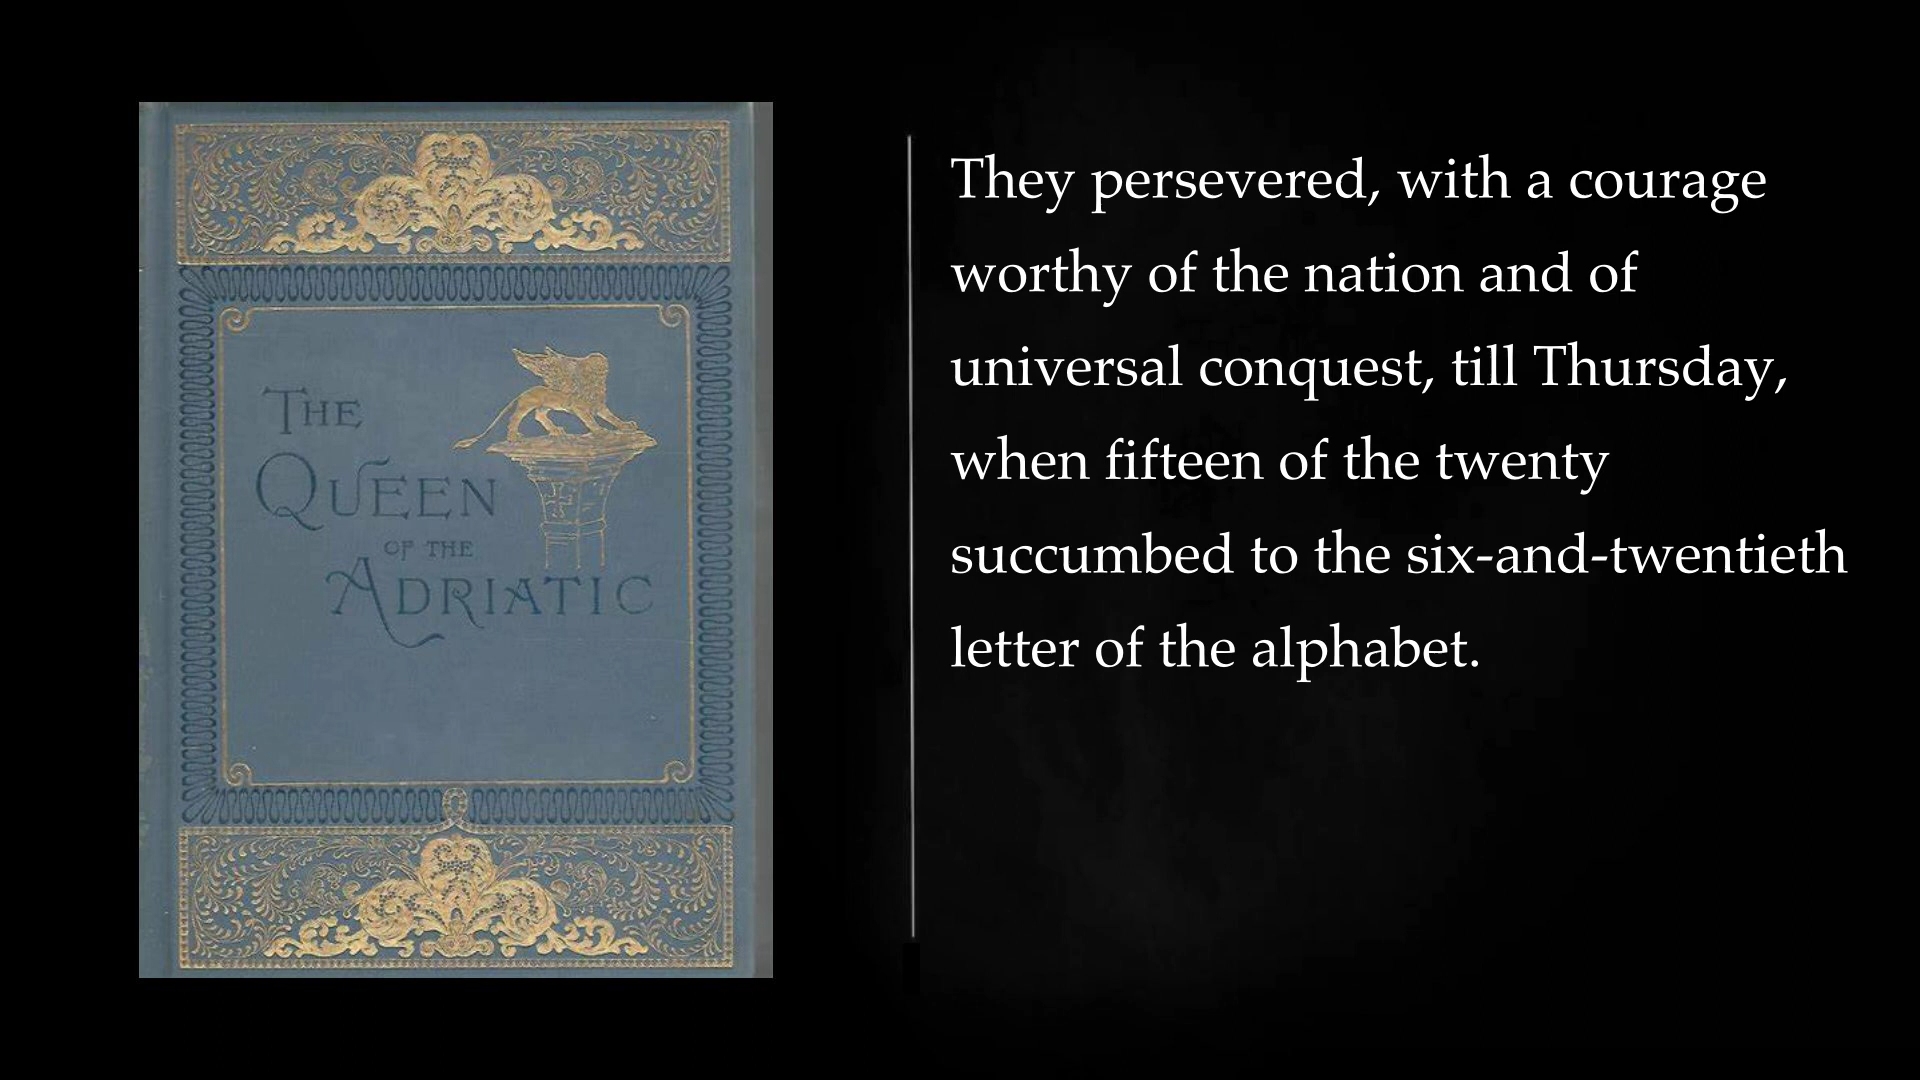 THE
QUEEN
OF THE
ADRIATIC
They persevered, with a courage
worthy of the nation and of
universal conquest, till Thursday,
when fifteen of the twenty
succumbed to the six-and-twentieth
letter of the alphabet.